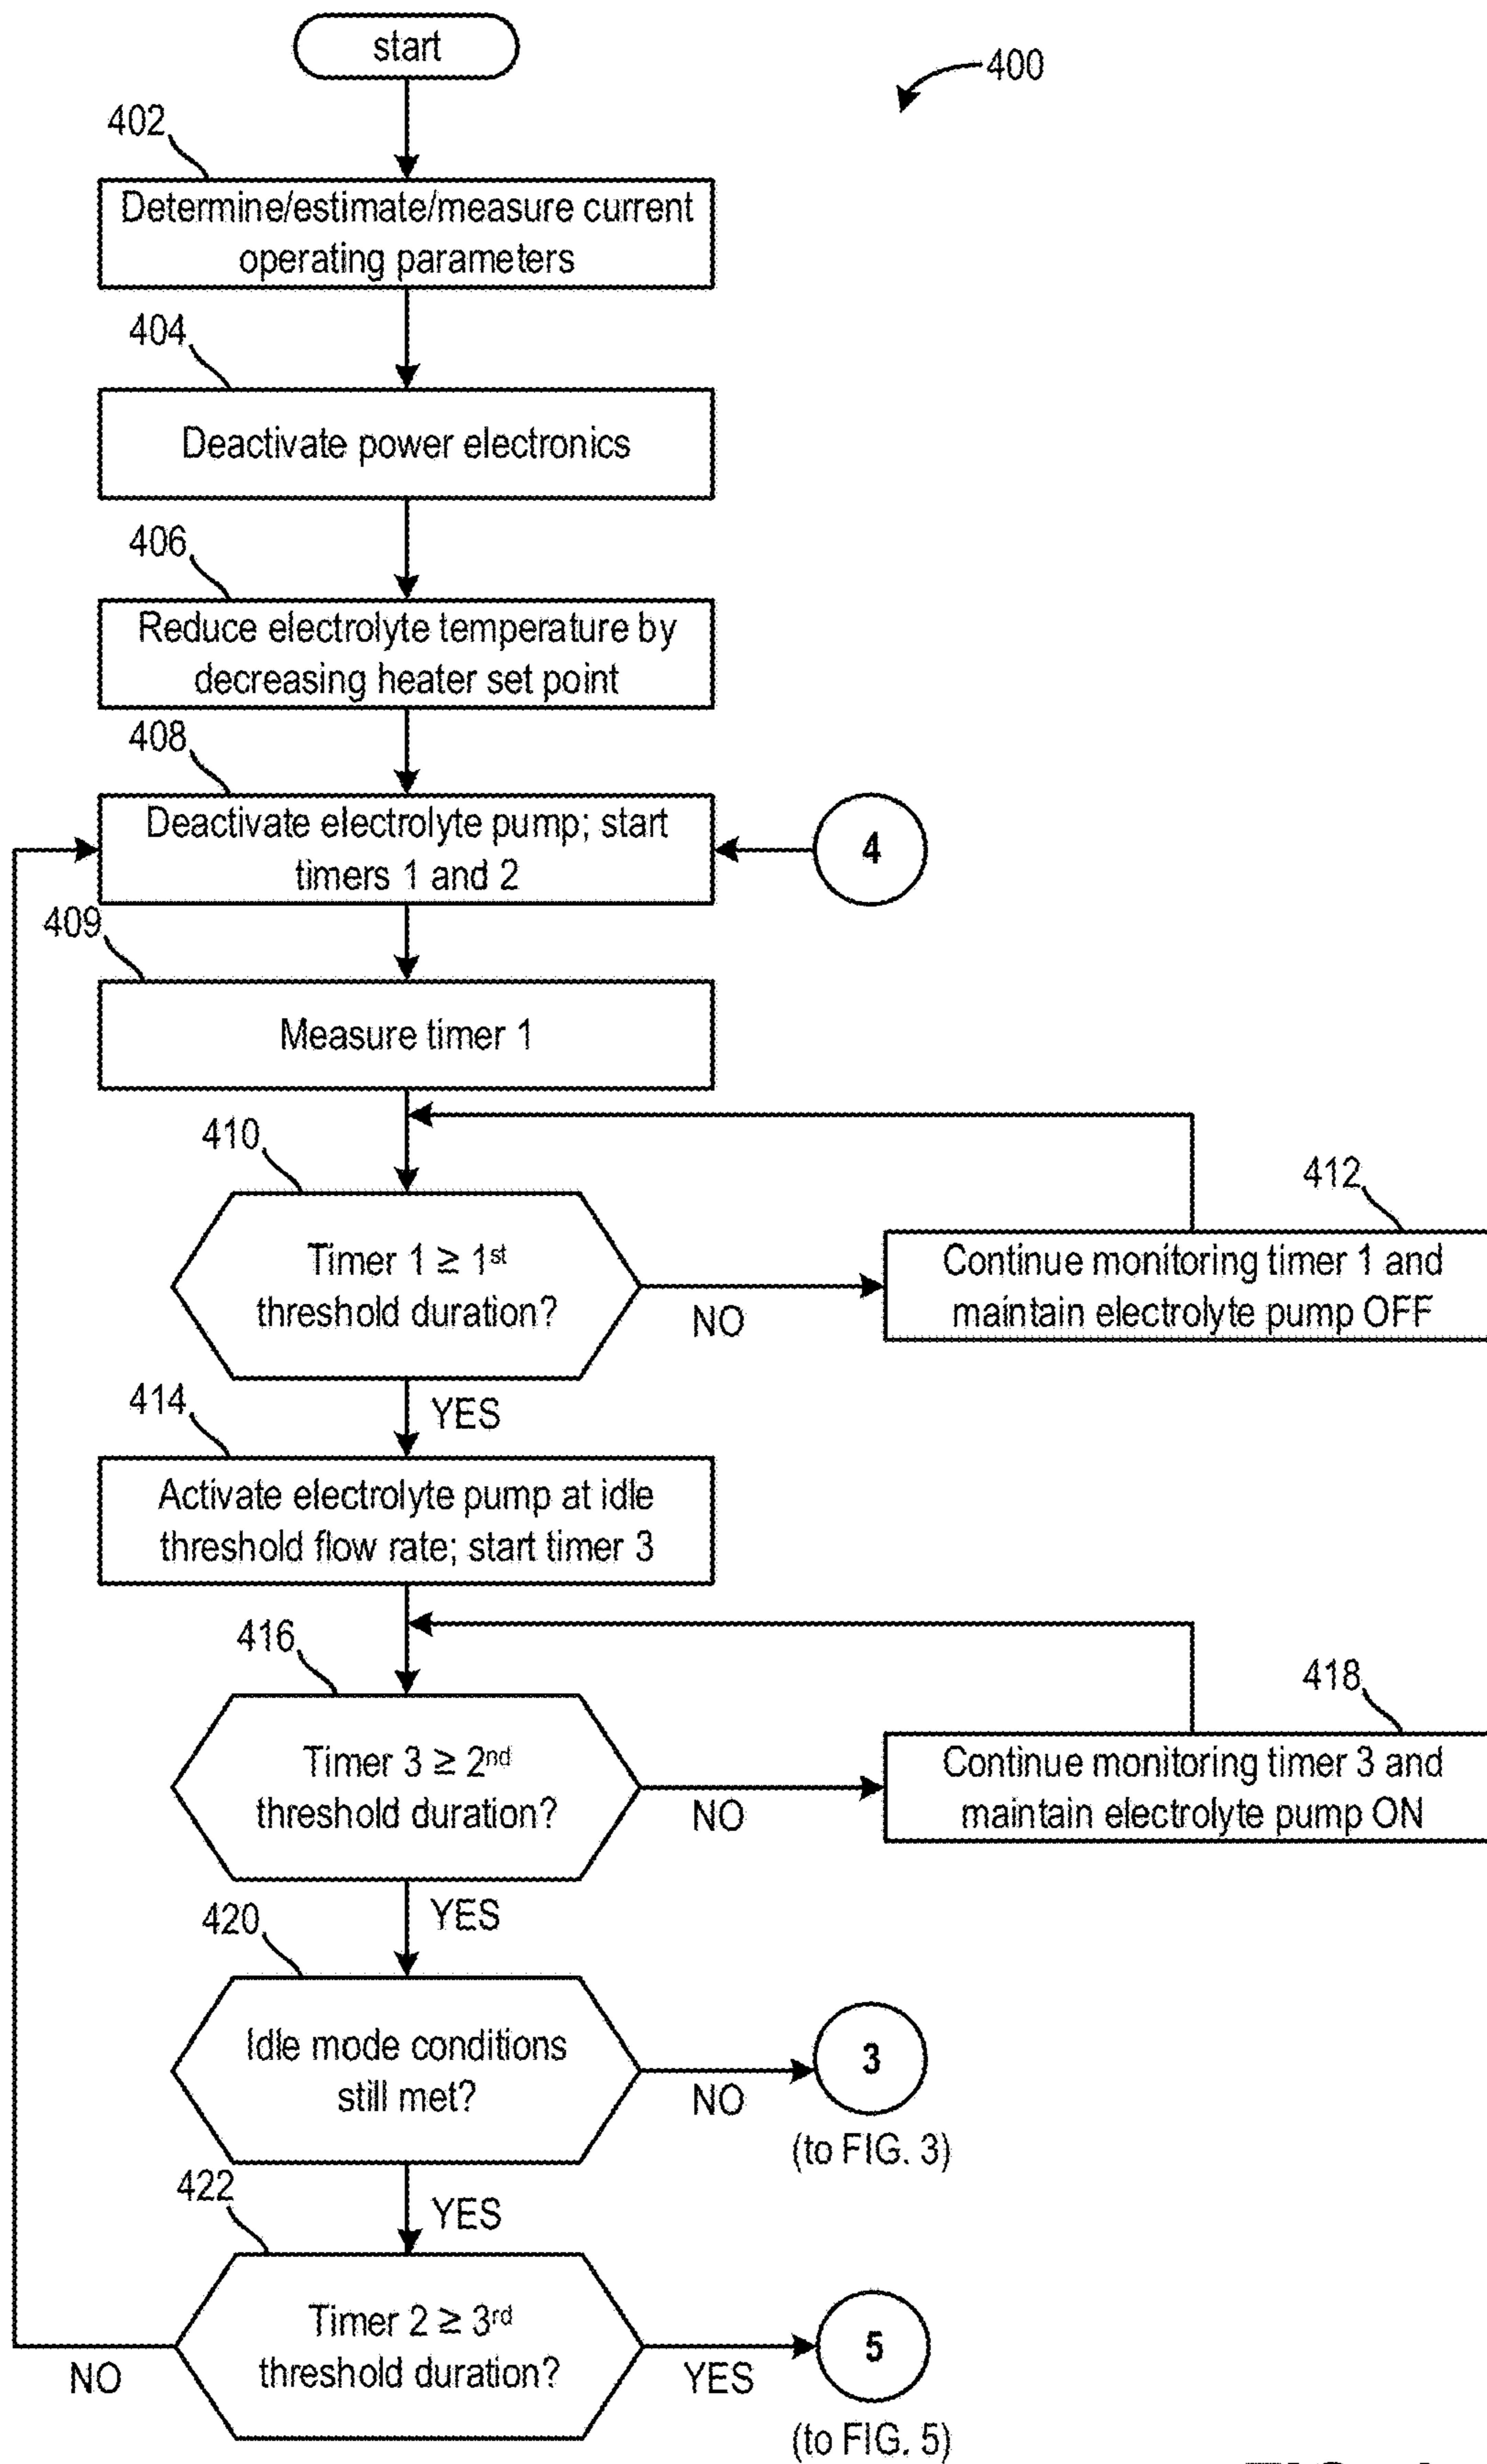 start
400
402
Determine/estimate/measure current
operating parameters
404
Deactivate power electronics
406
Reduce electrolyte temperature by
decreasing heater set point
408
Deactivate electrolyte pump; start
timers 1 and 2
4
409
Measure timer 1
410
Timer 1 ≥ 1st
threshold duration?
NO
412
Continue monitoring timer 1 and
maintain electrolyte pump OFF
YES
414
Activate electrolyte pump at idle
threshold flow rate; start timer 3
416
Timer 3 ≥ 2nd
threshold duration?
NO
418
Continue monitoring timer 3 and
maintain electrolyte pump ON
YES
420
Idle mode conditions
still met?
NO
3
(to FIG. 3)
YES
422
Timer 2 ≥ 3rd
threshold duration?
NO
YES
5
(to FIG. 5)